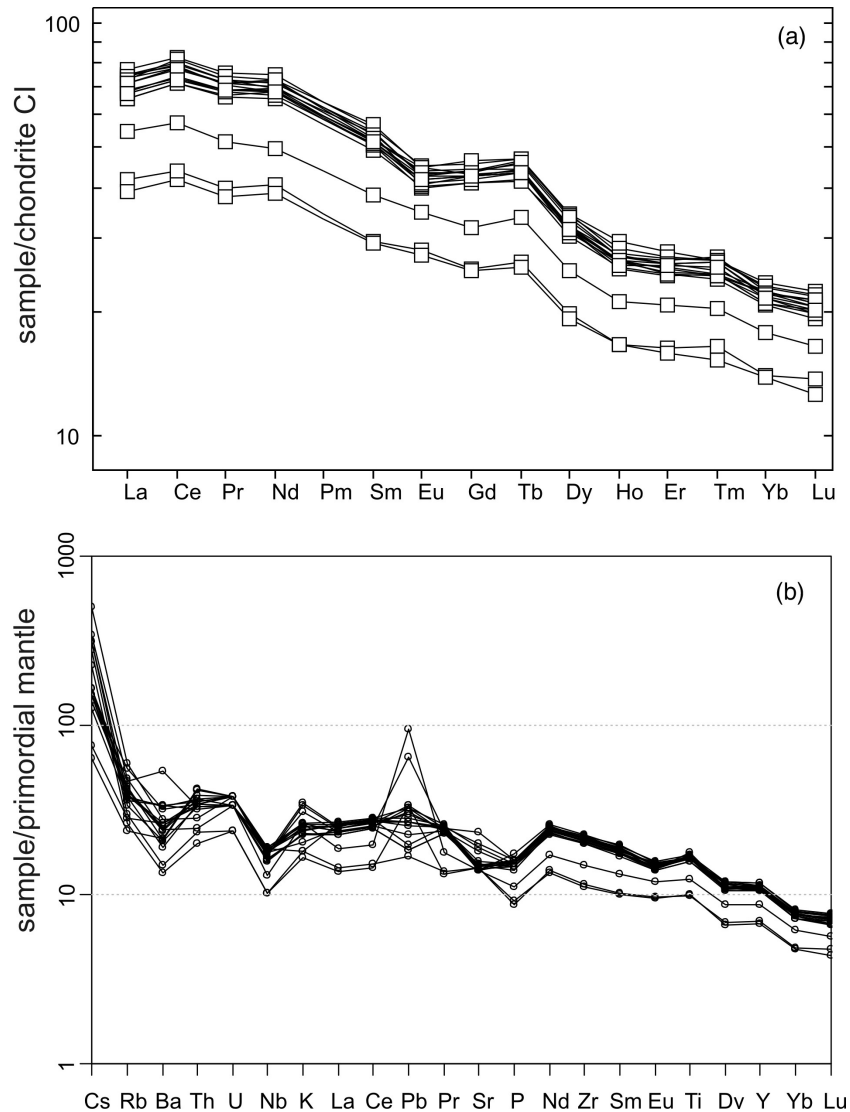 100
(a)
sample/chondrite CI
10
La Ce Pr Nd Pm Sm Eu Gd Tb Dy Ho Er Tm Yb Lu
1000
(b)
sample/primordial mantle
100
10
1
Cs Rb Ba Th U Nb K La Ce Pb Pr Sr P Nd Zr Sm Eu Ti Dy Y Yb Lu